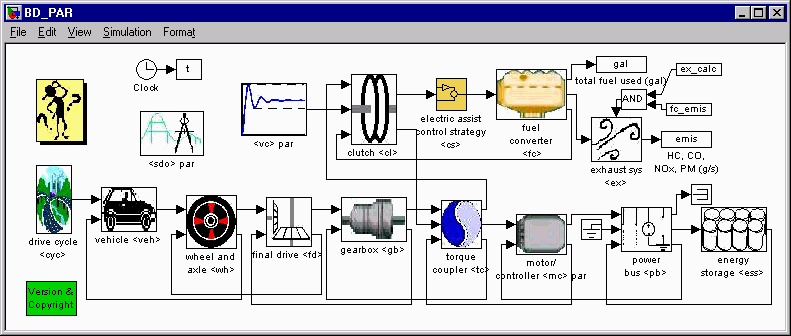 BD_PAR
File Edit View Simulation Format
Clock
t
<sdo> par
<vc> par
clutch <cl>
electric assist
control strategy
<cs>
fuel
converter
<fc>
gal
total fuel used (gal)
ex_calc
AND
fc_emis
exhaust sys
<ex>
emis
HC, CO,
NOx, PM (g/s)
drive cycle
<cyc>
vehicle <veh>
wheel and
axle <wh>
final drive <fd>
gearbox <gb>
torque
coupler <tc>
motor/
controller <mc> par
power
bus <pb>
energy
storage <ess>
Version &
Copyright